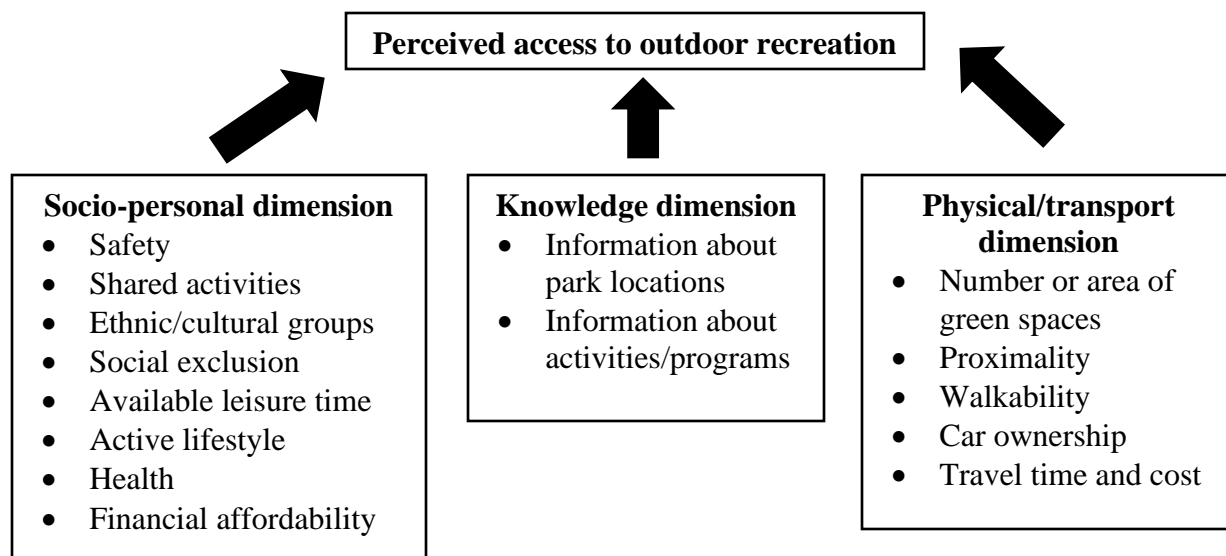 Perceived access to outdoor recreation
Socio-personal dimension
• Safety
• Shared activities
• Ethnic/cultural groups
• Social exclusion
• Available leisure time
• Active lifestyle
• Health
• Financial affordability
Knowledge dimension
• Information about
park locations
• Information about
activities/programs
Physical/transport
dimension
• Number or area of
green spaces
• Proximality
• Walkability
• Car ownership
• Travel time and cost